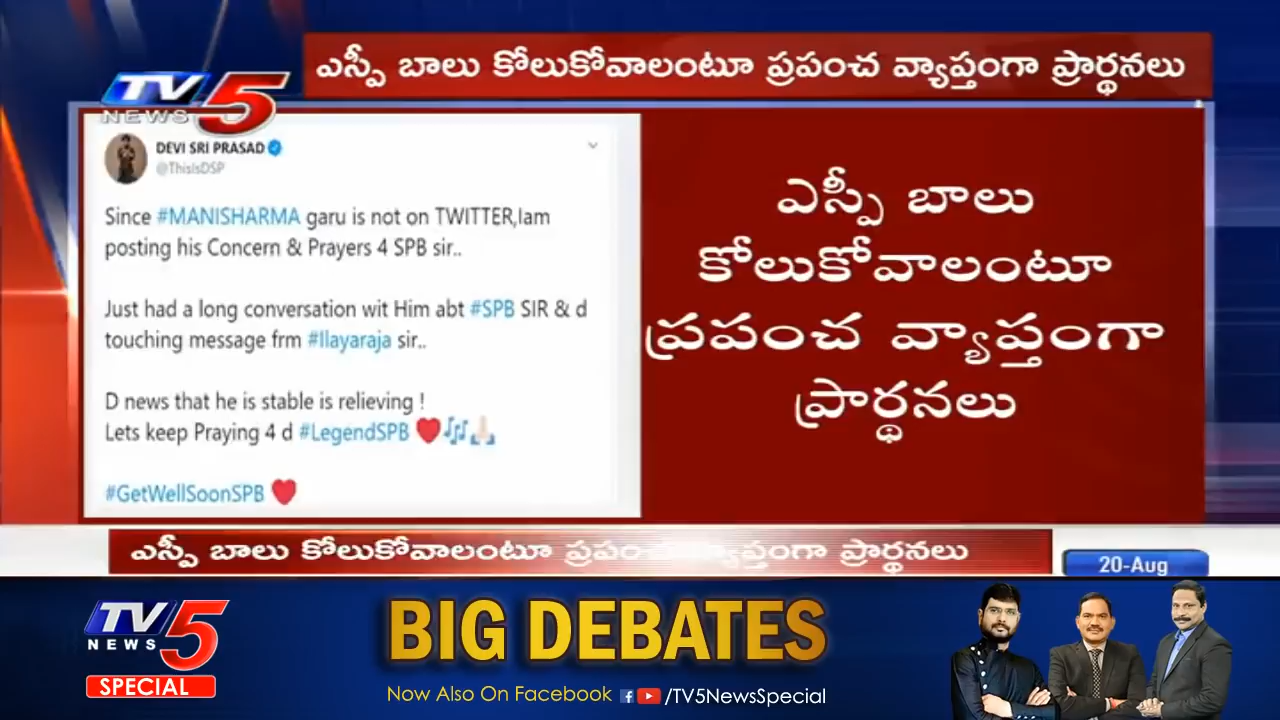 ఎస్పీ బాలు కోలుకోవాలంటూ ప్రపంచ వ్యాప్తంగా ప్రార్థనలు
TV5
NEWS
DEVI SRI PRASAD
@ThisIsDSP
Since #MANISHARMA garu is not on TWITTER,Iam
posting his Concern & Prayers 4 SPB sir..
Just had a long conversation wit Him abt #SPB SIR & d
touching message frm #Ilayaraja sir..
D news that he is stable is relieving !
Lets keep Praying 4 d #LegendSPB ❤️🎶🙏🏻
#GetWellSoonSPB ❤️
ఎస్పీ బాలు
కోలుకోవాలంటూ
ప్రపంచ వ్యాప్తంగా
ప్రార్థనలు
ఎస్పీ బాలు కోలుకోవాలంటూ ప్రపంచ వ్యాప్తంగా ప్రార్థనలు
20-Aug
TV5
NEWS
SPECIAL
BIG DEBATES
Now Also On Facebook /TV5NewsSpecial